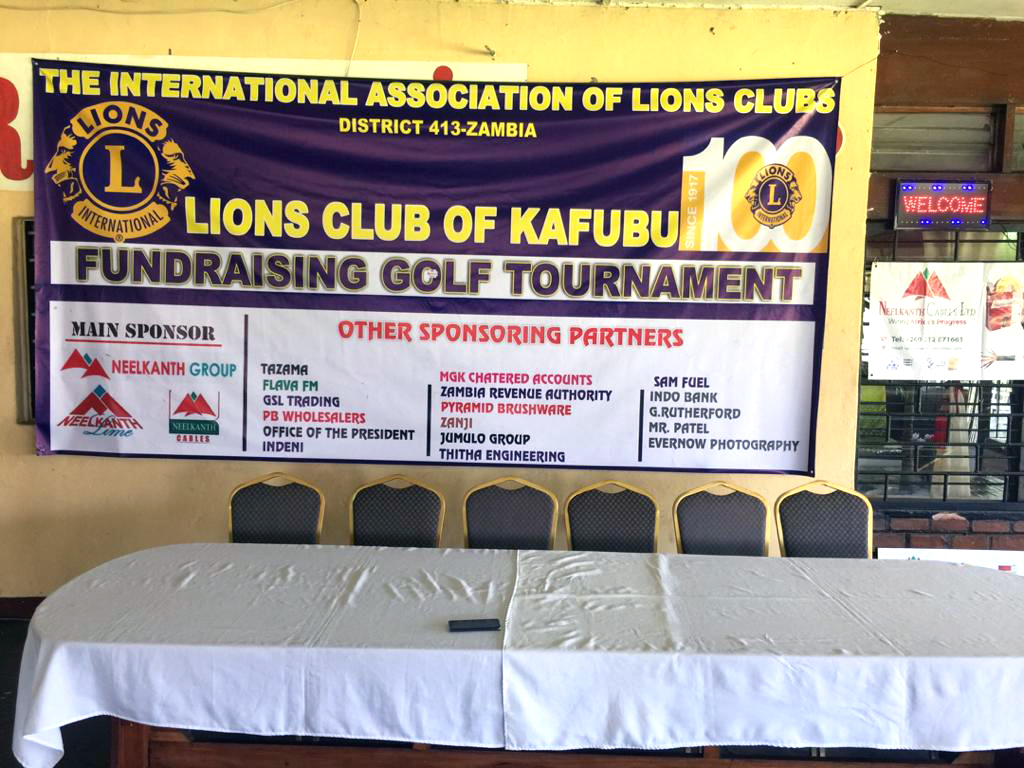 THE INTERNATIONAL ASSOCIATION OF LIONS CLUBS
DISTRICT 413-ZAMBIA
LIONS
L
INTERNATIONAL
®
LIONS CLUB OF KAFUBU
SINCE 1917
100
LIONS
L
INTERNATIONAL
FUNDRAISING GOLF TOURNAMENT
MAIN SPONSOR
NEELKANTH GROUP
NEELKANTH
Lime
NEELKANTH
CABLES
OTHER SPONSORING PARTNERS
TAZAMA
FLAVA FM
GSL TRADING
PB WHOLESALERS
OFFICE OF THE PRESIDENT
INDENI
MGK CHATERED ACCOUNTS
ZAMBIA REVENUE AUTHORITY
PYRAMID BRUSHWARE
ZANJI
JUMULO GROUP
THITHA ENGINEERING
SAM FUEL
INDO BANK
G.RUTHERFORD
MR. PATEL
EVERNOW PHOTOGRAPHY
WELCOME
NEELKANTH CABLES LTD
Progress
Tel:
R